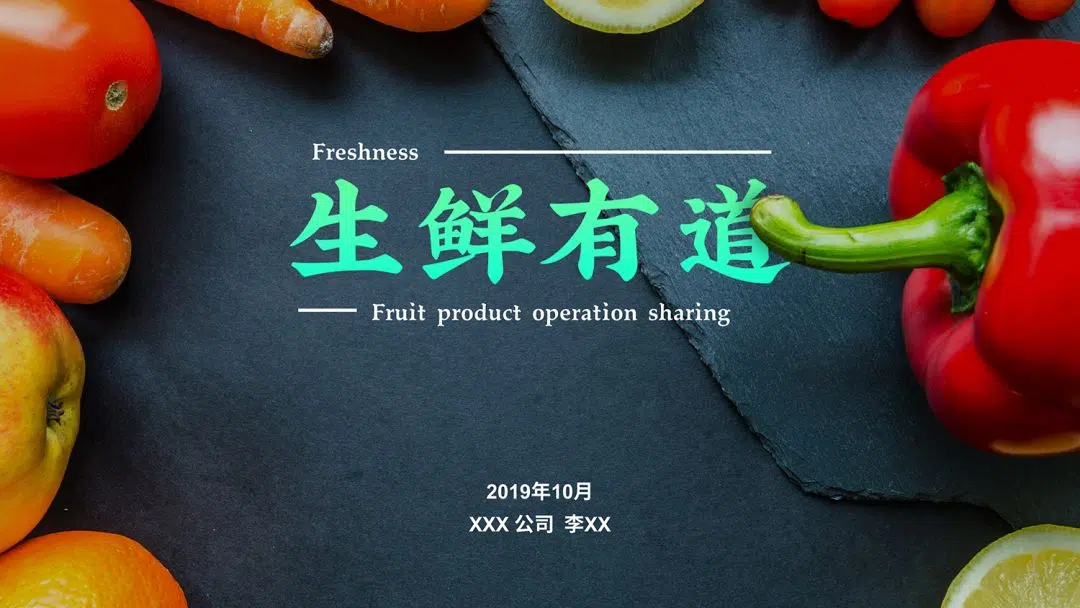 Freshness
生鲜有道
Fruit product operation sharing
2019年10月
XXX 公司 李XX